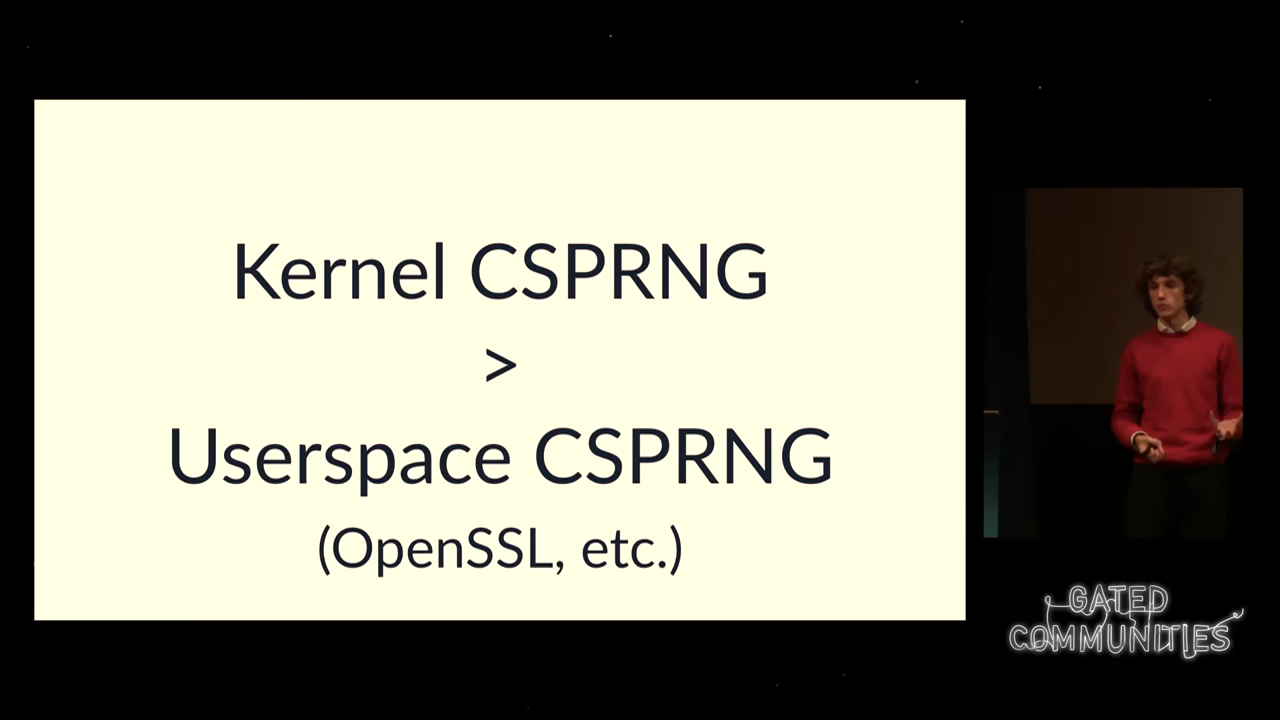 Kernel CSPRNG
>
Userspace CSPRNG
(OpenSSL, etc.)
GATED
COMMUNITIES